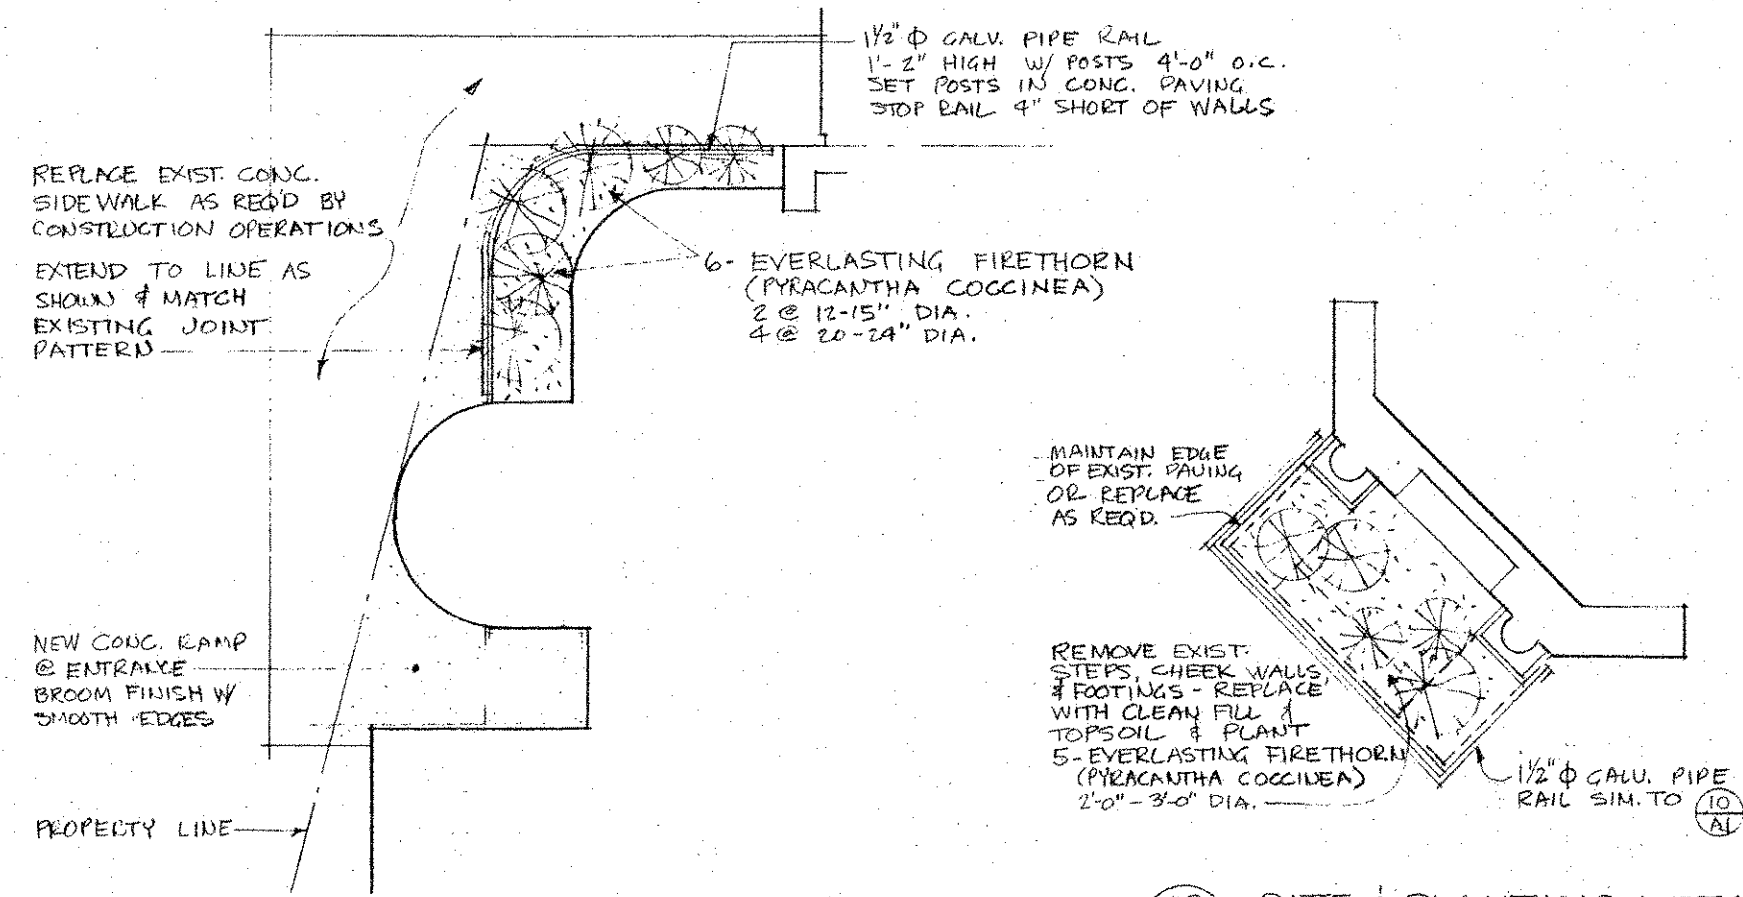 1½" Φ GALV. PIPE RAIL
1'-2" HIGH W/ POSTS 4'-0" O.C.
SET POSTS IN CONC. PAVING
STOP RAIL 4" SHORT OF WALLS
REPLACE EXIST. CONC.
SIDEWALK AS REQ'D BY
CONSTRUCTION OPERATIONS
EXTEND TO LINE AS
SHOWN & MATCH
EXISTING JOINT
PATTERN
6- EVERLASTING FIRETHORN
(PYRACANTHA COCCINEA)
2 @ 12-15" DIA.
4 @ 20-24" DIA.
MAINTAIN EDGE
OF EXIST. PAVING
OR REPLACE
AS REQ'D.
NEW CONC. RAMP
@ ENTRANCE
BROOM FINISH W/
SMOOTH EDGES
REMOVE EXIST.
STEPS, CHEEK WALLS,
& FOOTINGS - REPLACE
WITH CLEAN FILL &
TOPSOIL & PLANT
5- EVERLASTING FIRETHORN
(PYRACANTHA COCCINEA)
2'-0" - 3'-0" DIA.
1½" Φ GALV. PIPE
RAIL SIM. TO
10
A1
PROPERTY LINE